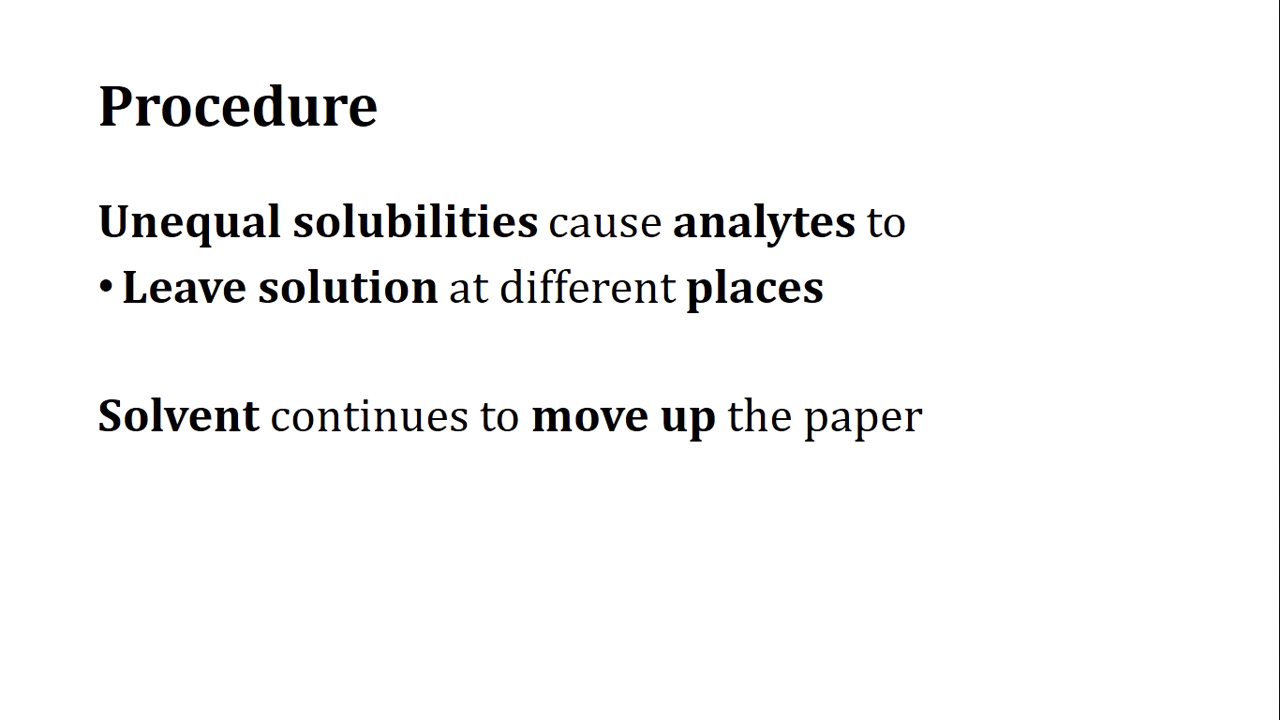 Procedure
Unequal solubilities cause analytes to
• Leave solution at different places
Solvent continues to move up the paper